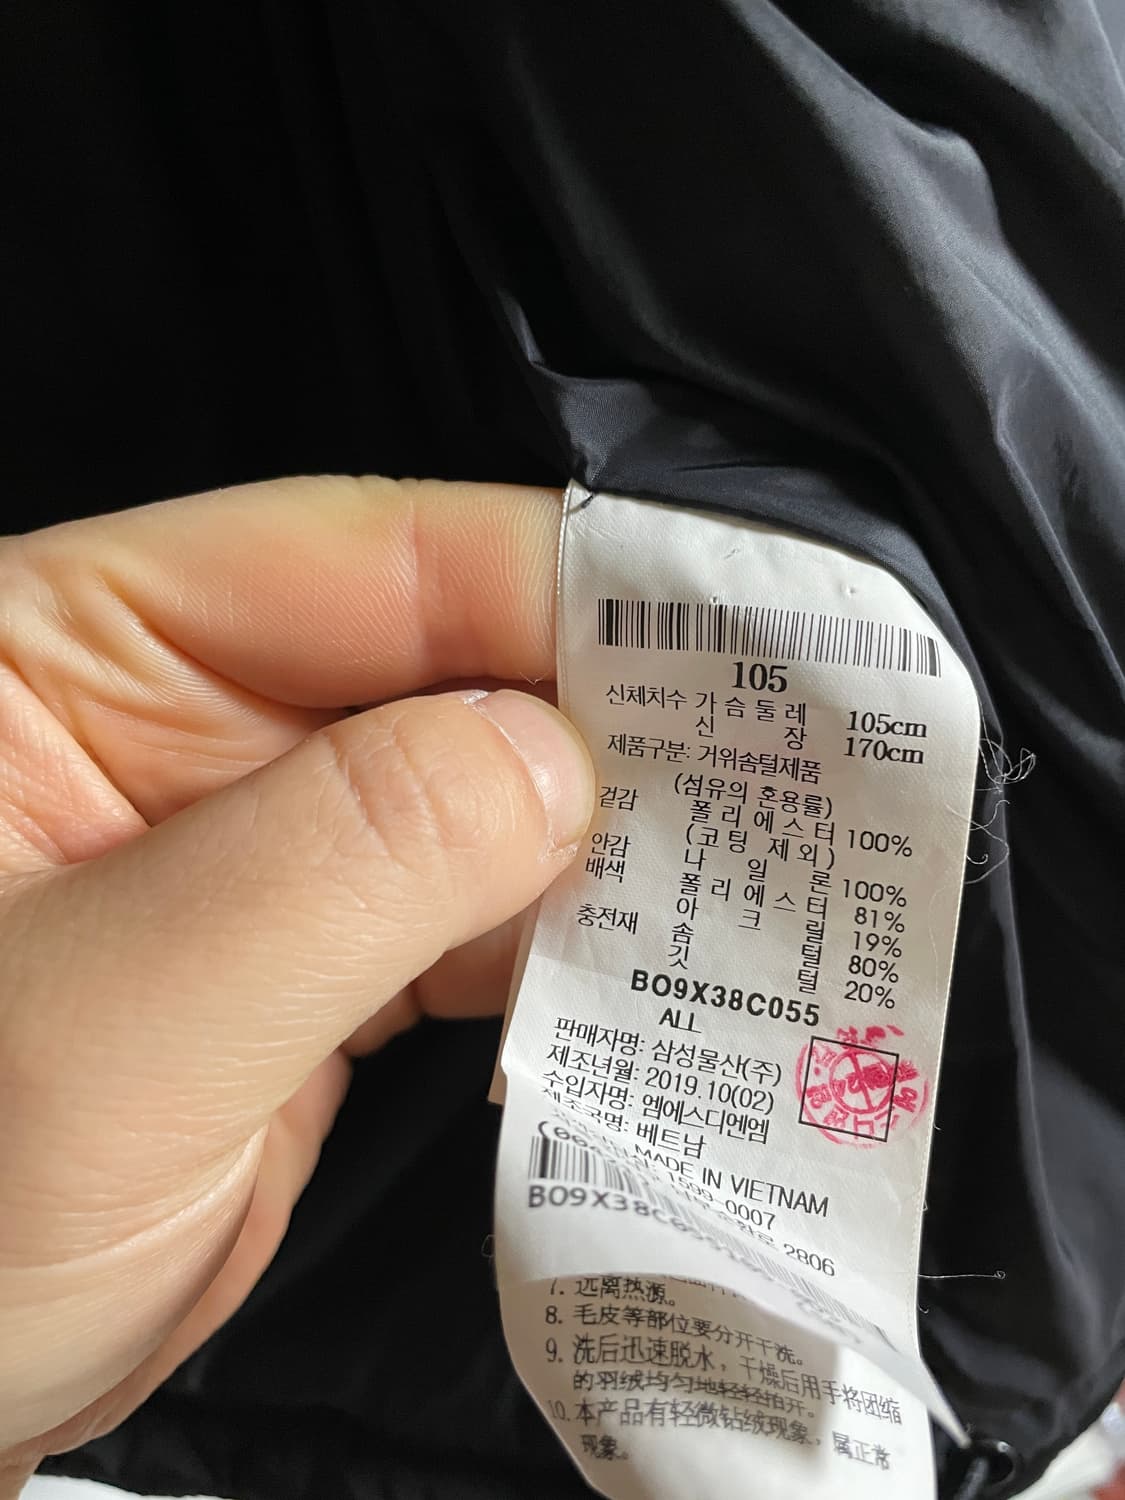 105
신체치수 가슴둘레 105cm
신장 170cm
제품구분: 거위솜털제품
(섬유의 혼용률)
겉감 폴리에스터 100%
(코팅 제외)
안감 나일론 100%
배색 폴리에스터 81%
아크릴 19%
충전재 솜털 80%
깃털 20%
BO9X38C055
ALL
판매자명: 삼성물산(주)
제조년월: 2019.10(02)
수입자명: 엠에스디엔엠
제조국명: 베트남
MADE IN VIETNAM
1599-0007
2806
BO9X38C
7. 远离热源。
8. 毛皮等部位要分开干洗。
9. 洗后迅速脱水，干燥后用手将团缩
的羽绒均匀地轻轻拍开。
10. 本产品有轻微钻绒现象，属正常
现象。